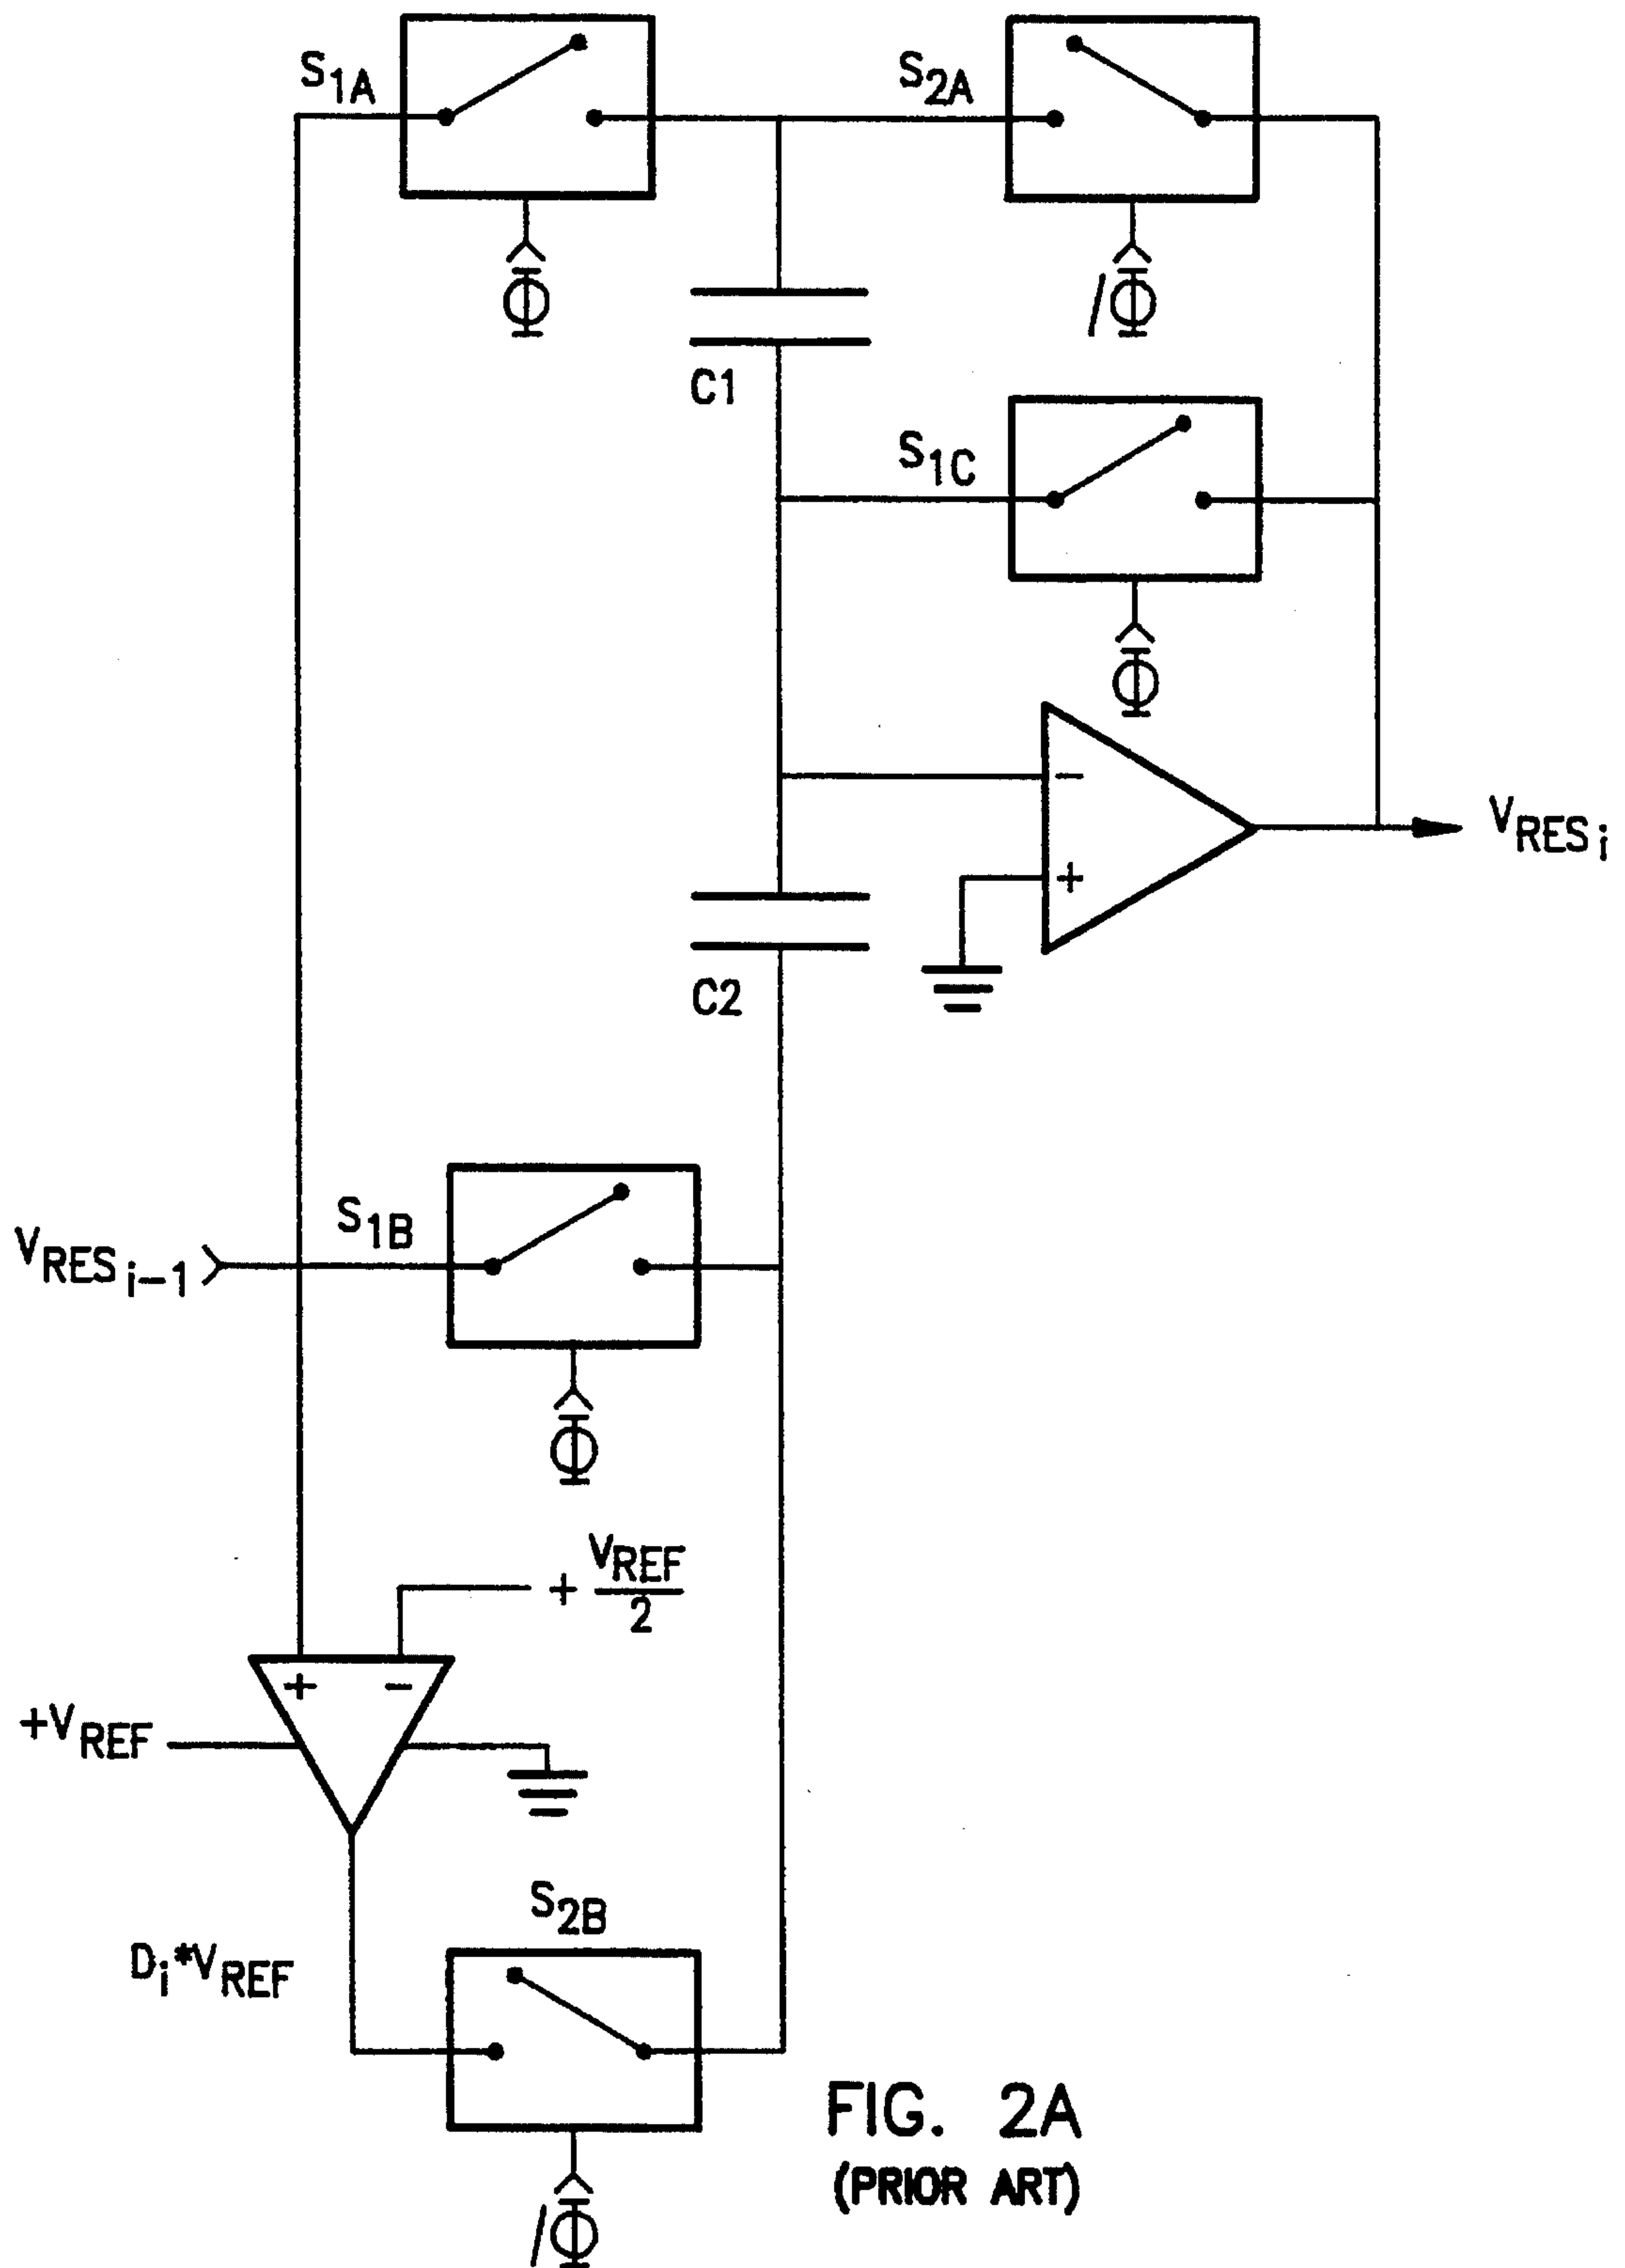 S1A
S2A
Φ
/Φ
C1
S1C
Φ
−
VRESi
+
C2
S1B
VRESi−1
Φ
+ VREF
2
+ −
+VREF
S2B
Di*VREF
/Φ
FIG. 2A
(PRIOR ART)